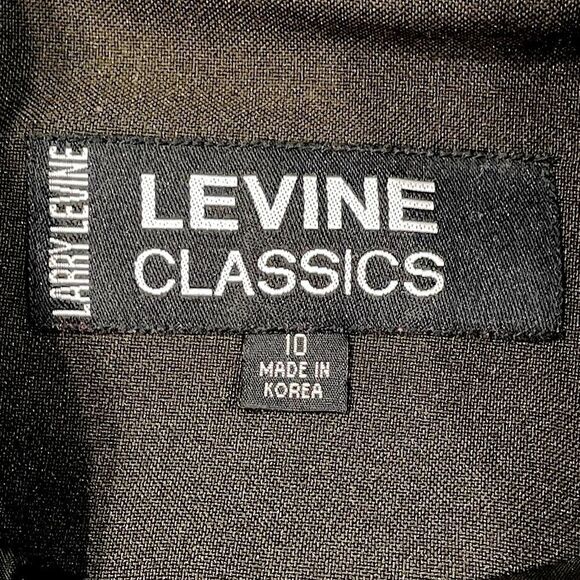 LARRY LEVINE
LEVINE
CLASSICS
10
MADE IN
KOREA